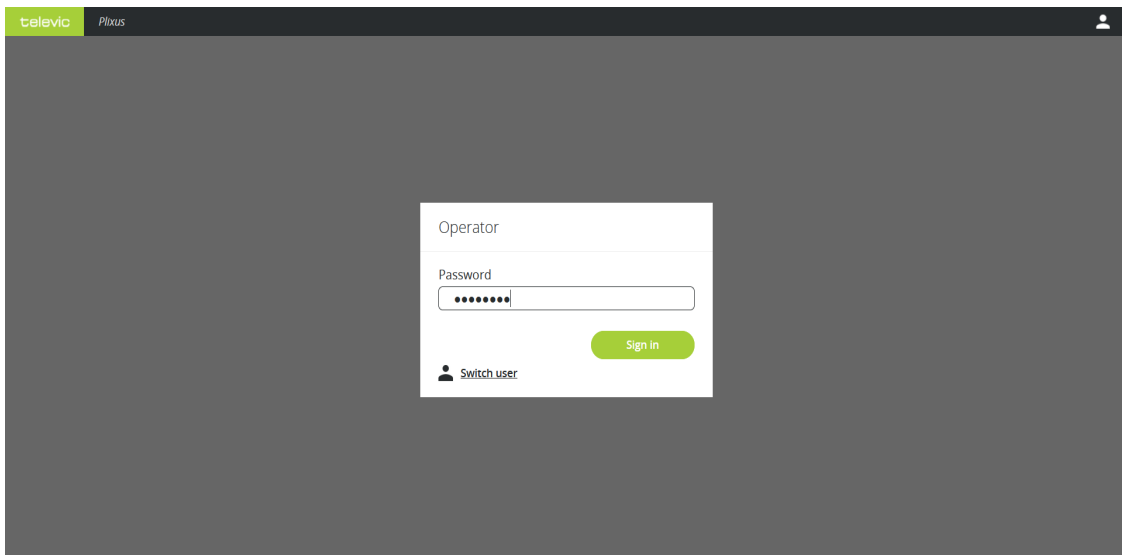 televic Plixus
Operator
Password
••••••••
Sign in
Switch user